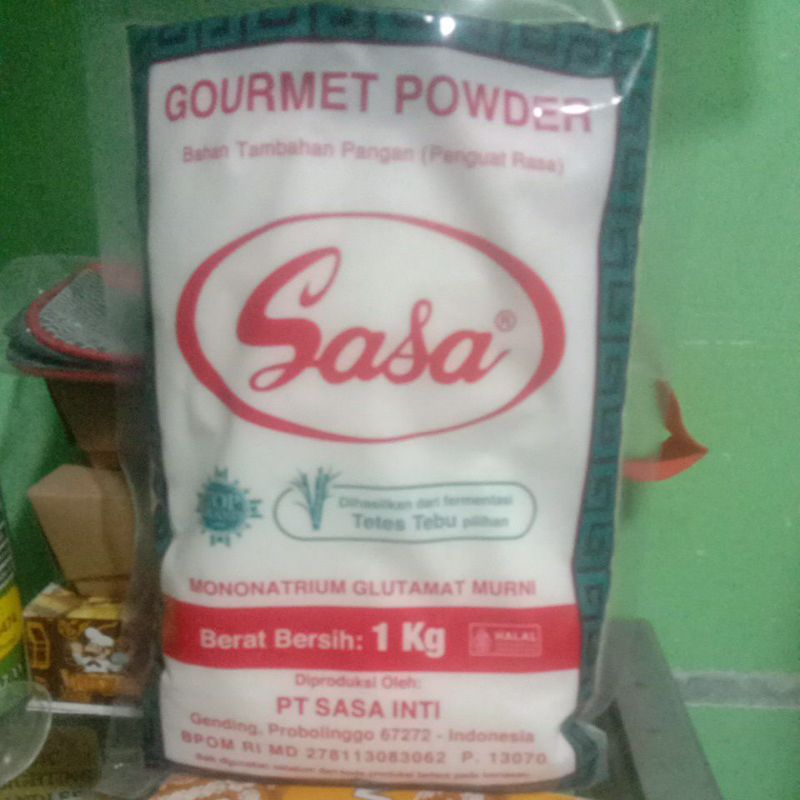 GOURMET POWDER
Bahan Tambahan Pangan (Penguat Rasa)
Sasa®
Dihasilkan dari fermentasi
Tetes Tebu pilihan
MONONATRIUM GLUTAMAT MURNI
Berat Bersih: 1 Kg
HALAL
Diproduksi Oleh:
PT SASA INTI
Gending, Probolinggo 67272 - Indonesia
BPOM RI MD 278113083062 P. 13070